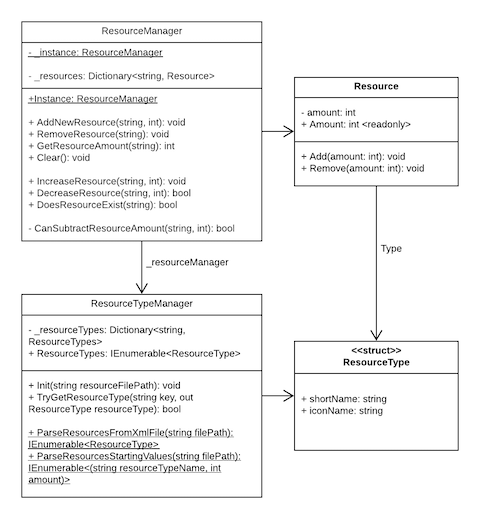 ResourceManager
- _instance: ResourceManager
- _resources: Dictionary<string, Resource>
+Instance: ResourceManager
+ AddNewResource(string, int): void
+ RemoveResource(string): void
+ GetResourceAmount(string): int
+ Clear(): void
+ IncreaseResource(string, int): void
+ DecreaseResource(string, int): bool
+ DoesResourceExist(string): bool
- CanSubtractResourceAmount(string, int): bool
Resource
- amount: int
+ Amount: int <readonly>
+ Add(amount: int): void
+ Remove(amount: int): void
_resourceManager
Type
ResourceTypeManager
- _resourceTypes: Dictionary<string,
ResourceTypes>
+ ResourceTypes: IEnumerable<ResourceType>
+ Init(string resourceFilePath): void
+ TryGetResourceType(string key, out
ResourceType resourceType): bool
+ ParseResourcesFromXmlFile(string filePath):
IEnumerable<ResourceType>
+ ParseResourcesStartingValues(string filePath):
IEnumerable<(string resourceTypeName, int
amount)>
<<struct>>
ResourceType
+ shortName: string
+ iconName: string